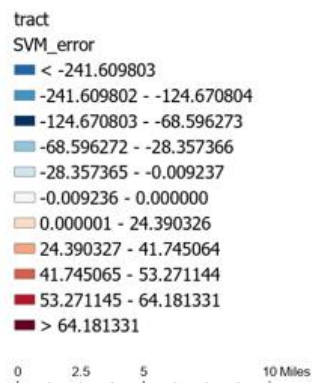 tract
SVM_error
< -241.609803
-241.609802 - -124.670804
-124.670803 - -68.596273
-68.596272 - -28.357366
-28.357365 - -0.009237
-0.009236 - 0.000000
0.000001 - 24.390326
24.390327 - 41.745064
41.745065 - 53.271144
53.271145 - 64.181331
> 64.181331
0 2.5 5 10 Miles